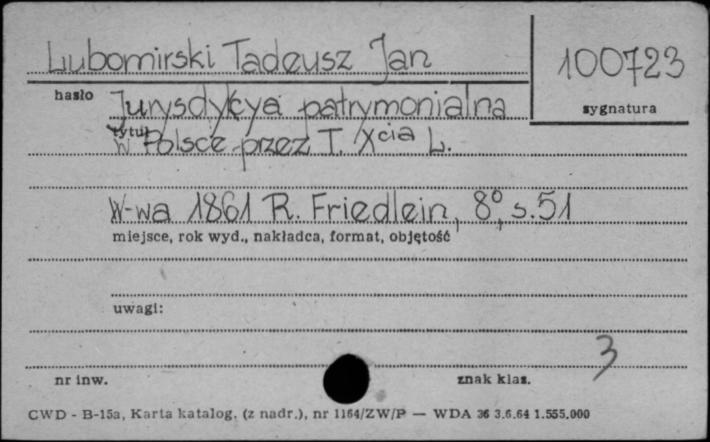 Lubomirski Tadeusz Jan
100723
hasło
sygnatura
Jurysdykcya patrymonialna
tytuł
w Polsce przez T. Xcia L.
W-wa 1861 R. Friedlein, 8°, s. 51
miejsce, rok wyd., nakładca, format, objętość
uwagi:
3
nr inw.
znak klas.
CWD - B-15a, Karta katalog. (z nadr.), nr 1164/ZW/P — WDA 36 3.6.64 1.555.000